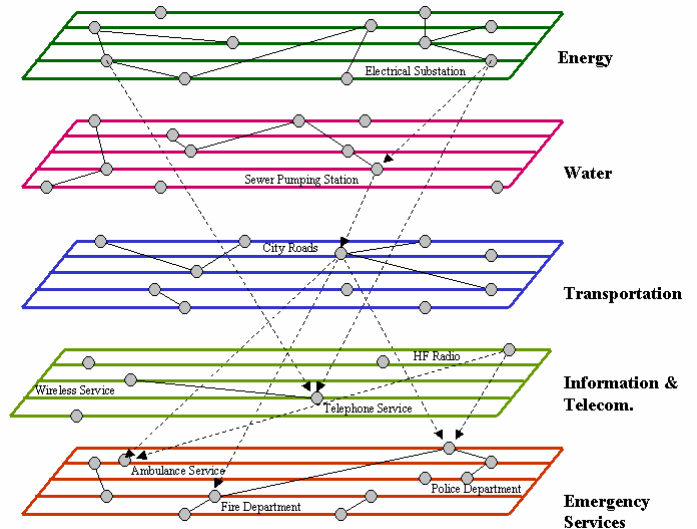 Electrical Substation
Energy
Sewer Pumping Station
Water
City Roads
Transportation
HF Radio
Wireless Service
Telephone Service
Information &
Telecom.
Ambulance Service
Police Department
Fire Department
Emergency
Services